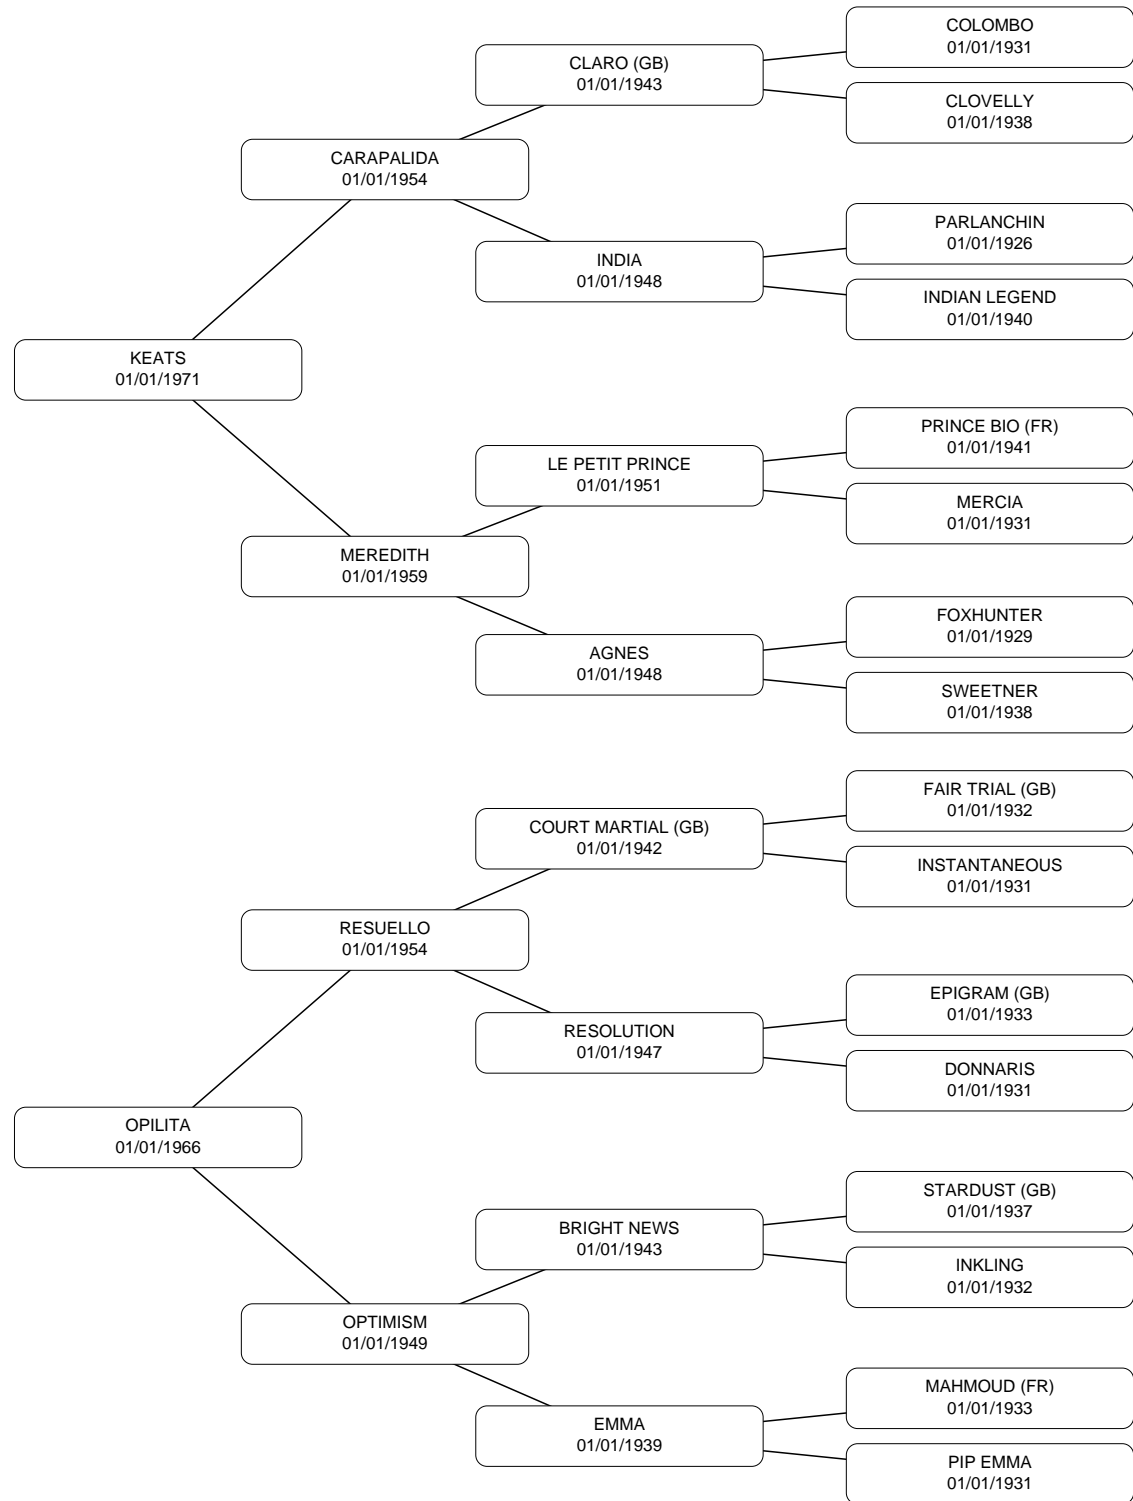 COLOMBO
01/01/1931
CLARO (GB)
01/01/1943
CLOVELLY
01/01/1938
CARAPALIDA
01/01/1954
PARLANCHIN
01/01/1926
INDIA
01/01/1948
INDIAN LEGEND
01/01/1940
KEATS
01/01/1971
PRINCE BIO (FR)
01/01/1941
LE PETIT PRINCE
01/01/1951
MERCIA
01/01/1931
MEREDITH
01/01/1959
FOXHUNTER
01/01/1929
AGNES
01/01/1948
SWEETNER
01/01/1938
FAIR TRIAL (GB)
01/01/1932
COURT MARTIAL (GB)
01/01/1942
INSTANTANEOUS
01/01/1931
RESUELLO
01/01/1954
EPIGRAM (GB)
01/01/1933
RESOLUTION
01/01/1947
DONNARIS
01/01/1931
OPILITA
01/01/1966
STARDUST (GB)
01/01/1937
BRIGHT NEWS
01/01/1943
INKLING
01/01/1932
OPTIMISM
01/01/1949
MAHMOUD (FR)
01/01/1933
EMMA
01/01/1939
PIP EMMA
01/01/1931